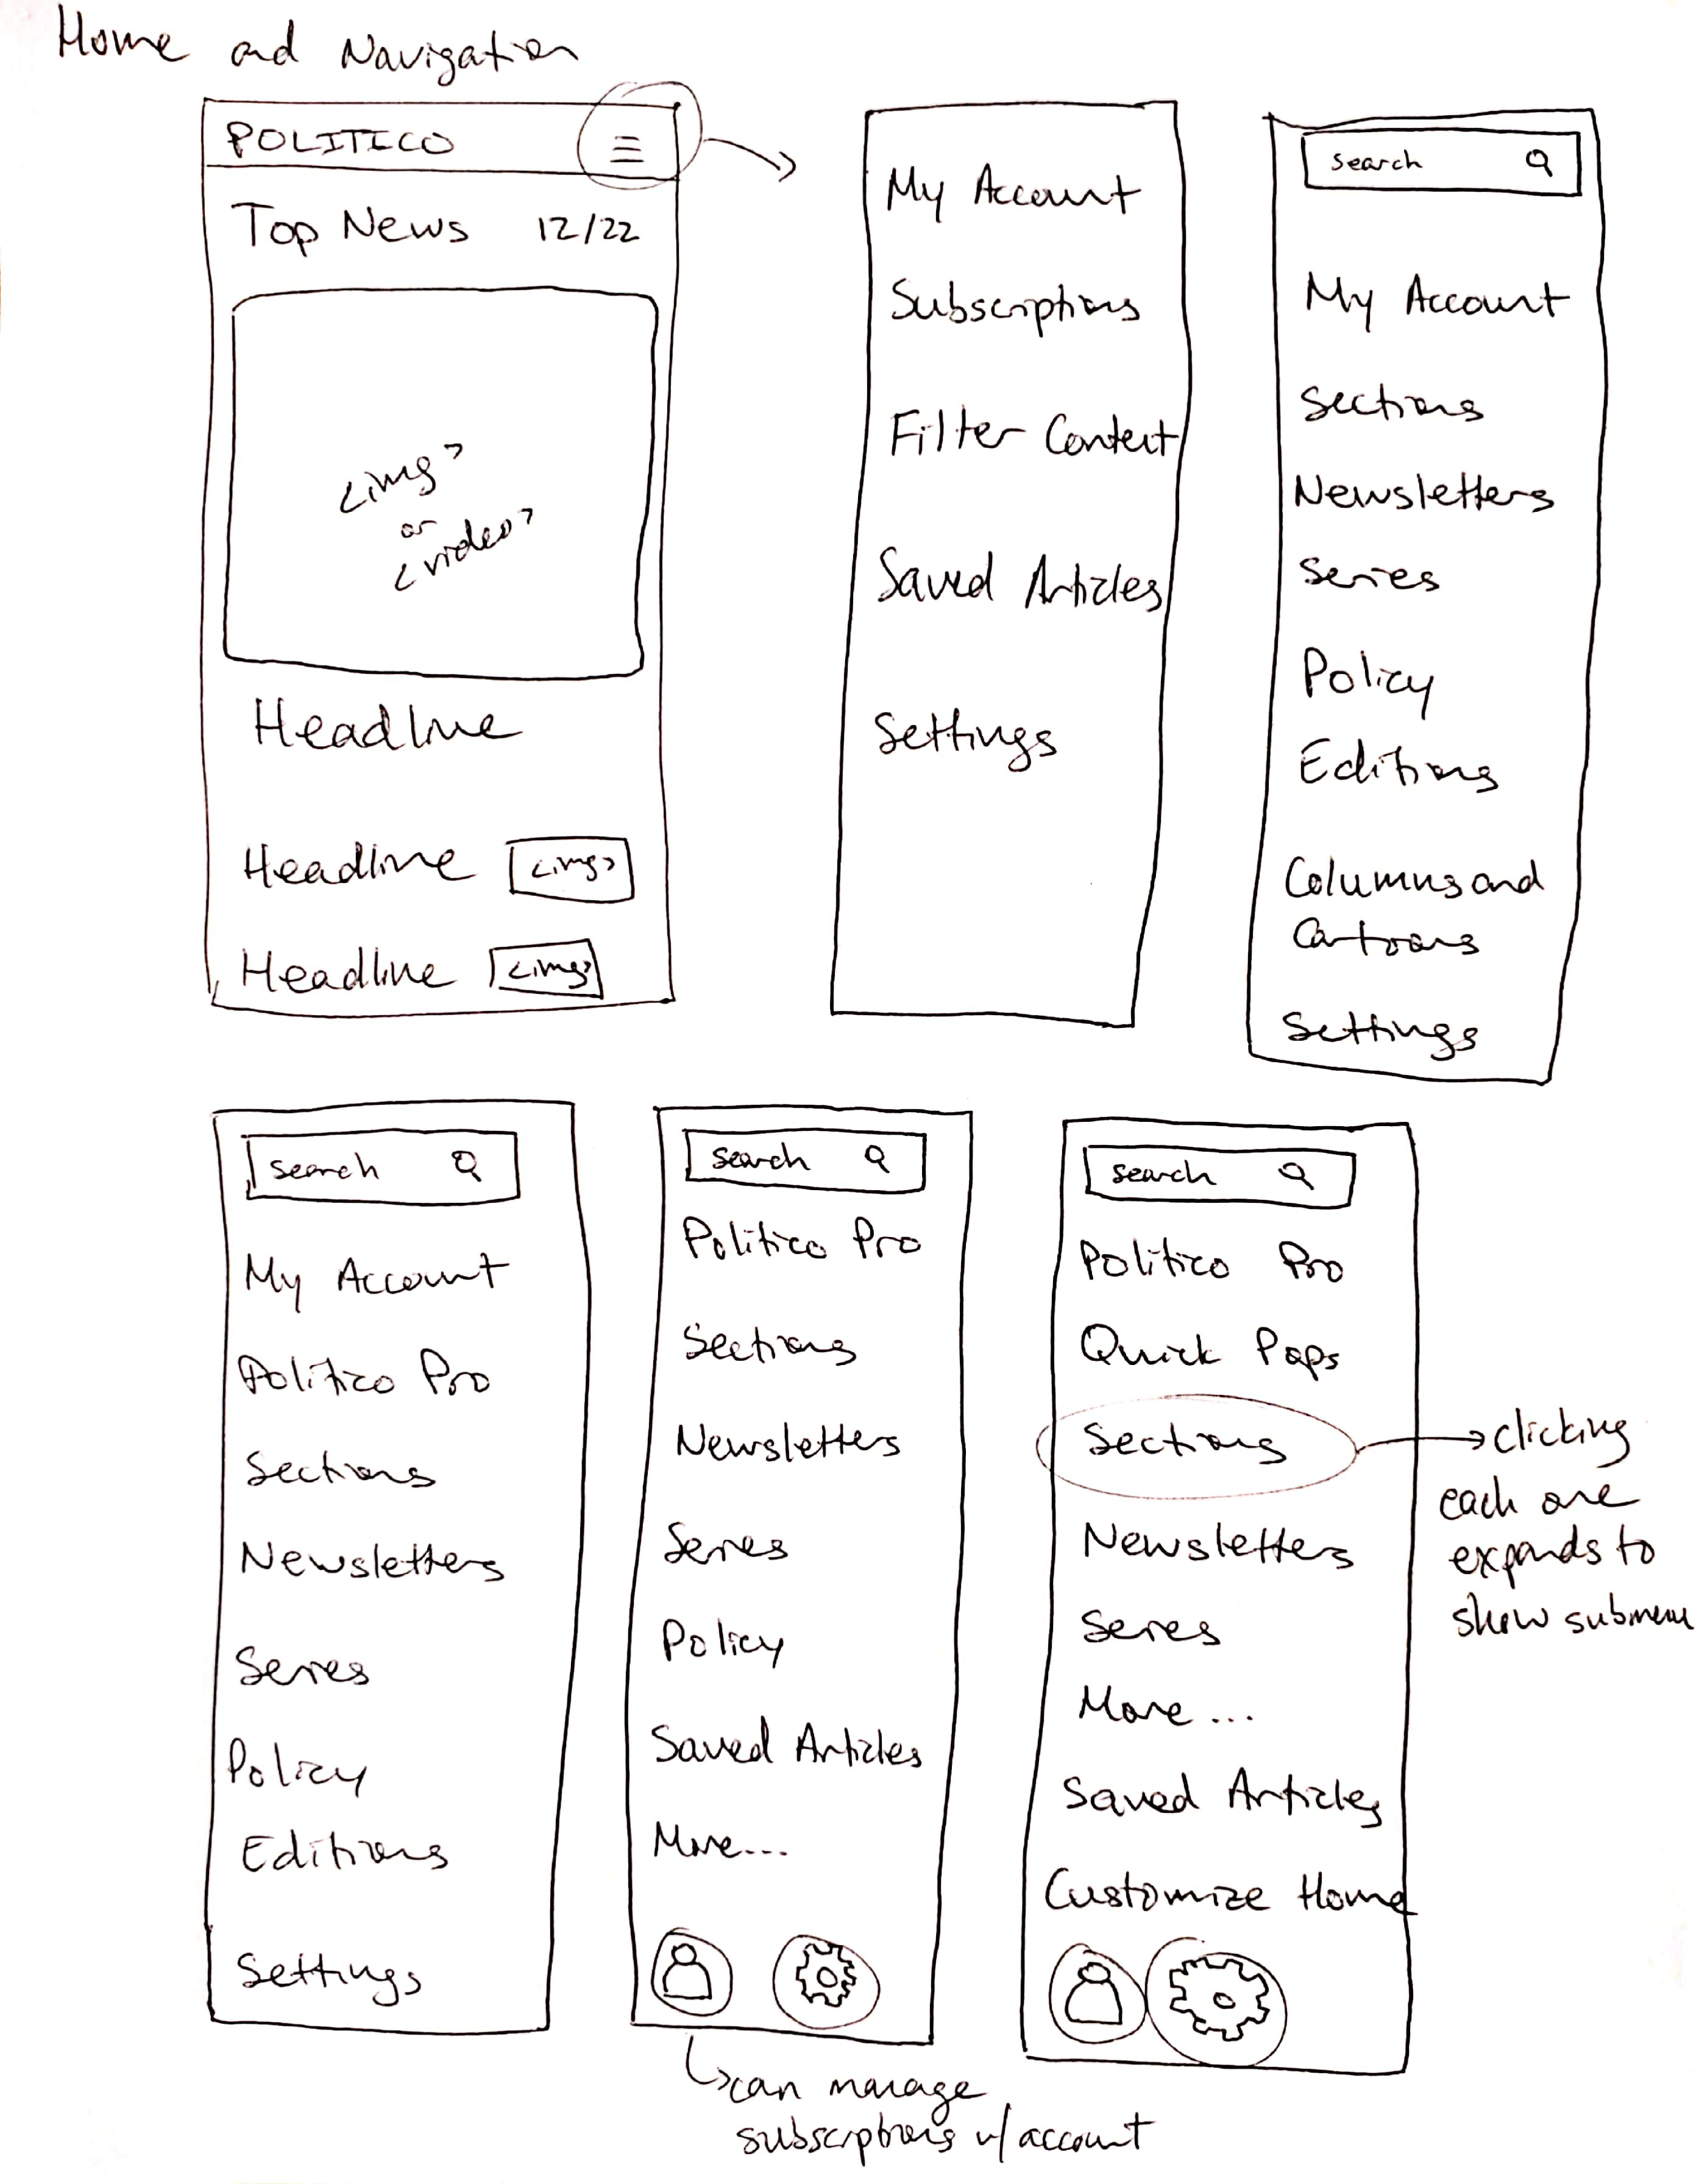 Home and Navigation
POLITICO
Top News 12/22
<img>
or
<video>
Headline
Headline <img>
Headline <img>
My Account
Subscriptions
Filter Content
Saved Articles
Settings
search
My Account
Sections
Newsletters
Series
Policy
Editions
Columns and
Cartoons
Settings
search
My Account
Politico Pro
Sections
Newsletters
Series
Policy
Editions
Settings
search
Politico Pro
Sections
Newsletters
Series
Policy
Saved Articles
More...
can manage
subscriptions w/ account
search
Politico Pro
Quick Pops
Sections
Newsletters
Series
More...
Saved Articles
Customize Home
clicking
each one
expands to
show submenu